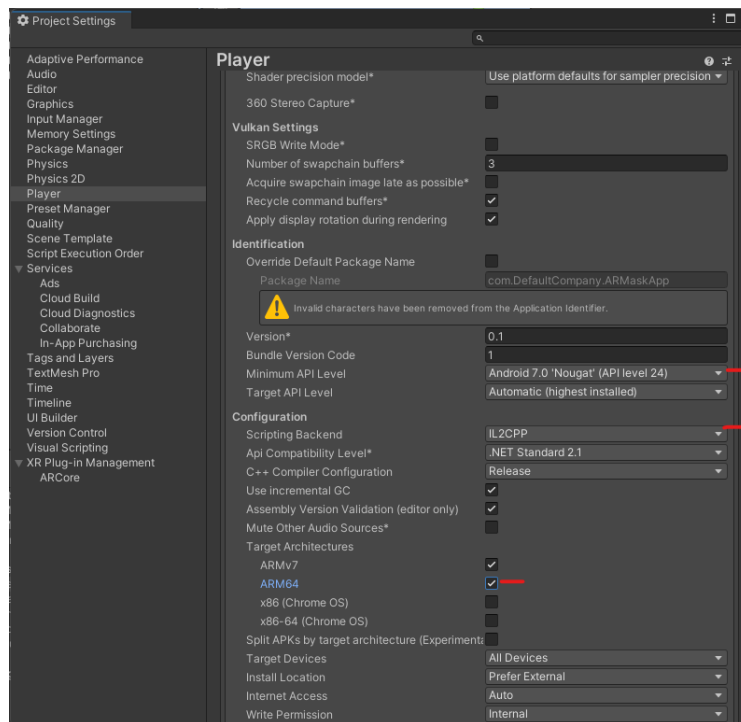 Project Settings
Adaptive Performance
Audio
Editor
Graphics
Input Manager
Memory Settings
Package Manager
Physics
Physics 2D
Player
Preset Manager
Quality
Scene Template
Script Execution Order
Services
Ads
Cloud Build
Cloud Diagnostics
Collaborate
In-App Purchasing
Tags and Layers
TextMesh Pro
Time
Timeline
UI Builder
Version Control
Visual Scripting
XR Plug-in Management
ARCore
Player
Shader precision model* Use platform defaults for sampler precision
360 Stereo Capture*
Vulkan Settings
SRGB Write Mode*
Number of swapchain buffers* 3
Acquire swapchain image late as possible*
Recycle command buffers*
Apply display rotation during rendering
Identification
Override Default Package Name
Package Name com.DefaultCompany.ARMaskApp
Invalid characters have been removed from the Application Identifier.
Version* 0.1
Bundle Version Code 1
Minimum API Level Android 7.0 'Nougat' (API level 24)
Target API Level Automatic (highest installed)
Configuration
Scripting Backend IL2CPP
Api Compatibility Level* .NET Standard 2.1
C++ Compiler Configuration Release
Use incremental GC
Assembly Version Validation (editor only)
Mute Other Audio Sources*
Target Architectures
ARMv7
ARM64
x86 (Chrome OS)
x86-64 (Chrome OS)
Split APKs by target architecture (Experimenta
Target Devices All Devices
Install Location Prefer External
Internet Access Auto
Write Permission Internal